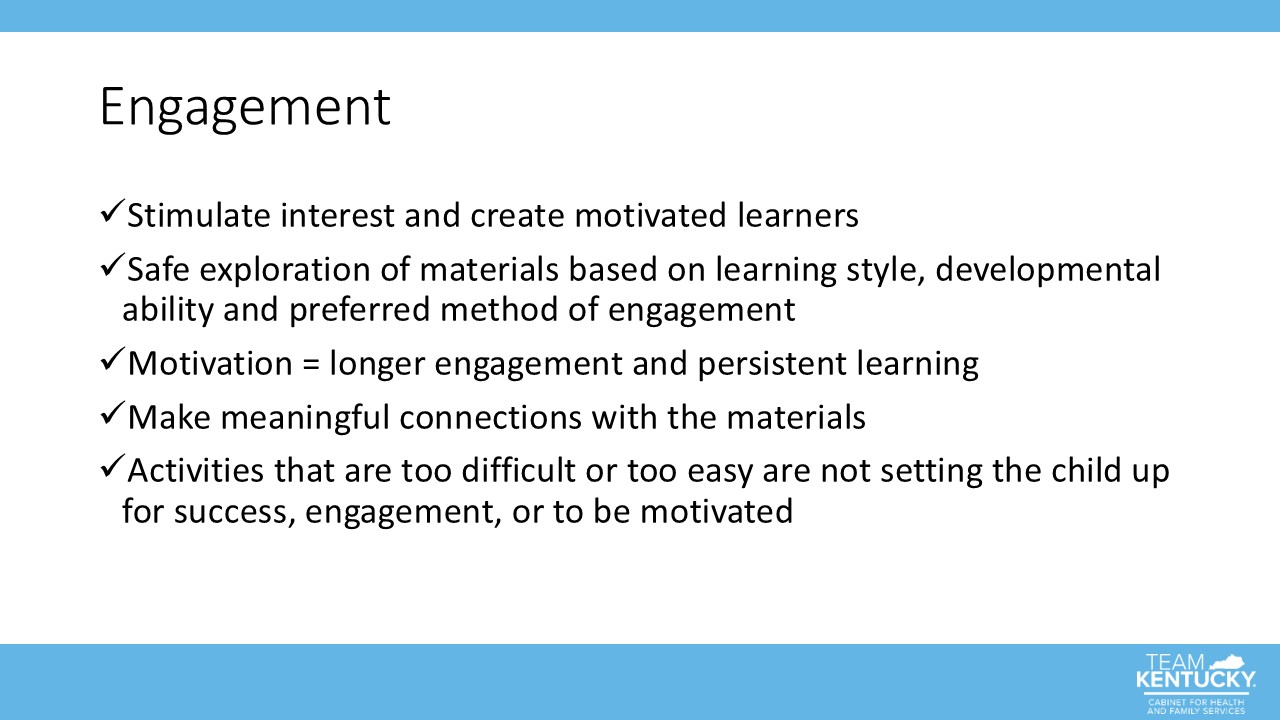 Engagement
✓Stimulate interest and create motivated learners
✓Safe exploration of materials based on learning style, developmental
ability and preferred method of engagement
✓Motivation = longer engagement and persistent learning
✓Make meaningful connections with the materials
✓Activities that are too difficult or too easy are not setting the child up
for success, engagement, or to be motivated
TEAM
KENTUCKY.
CABINET FOR HEALTH
AND FAMILY SERVICES